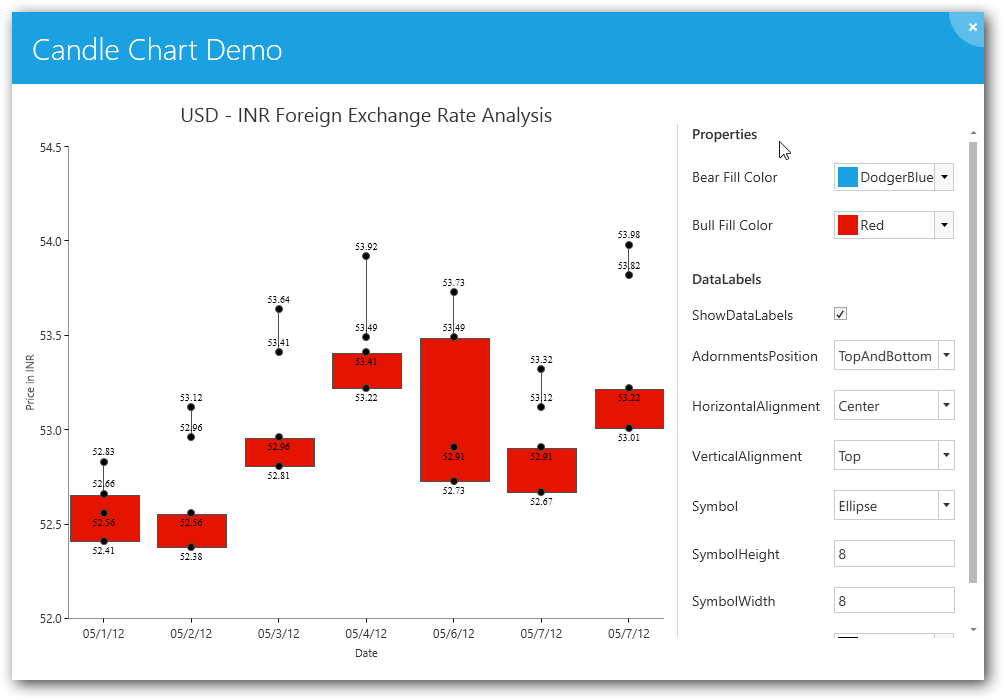 Candle Chart Demo
USD - INR Foreign Exchange Rate Analysis
54.5
54.0
53.5
53.0
52.5
52.0
Price in INR
52.83
52.66
52.56
52.41
53.12
52.96
52.56
52.38
53.64
53.41
52.96
52.81
53.92
53.49
53.41
53.22
53.73
53.49
52.91
52.73
53.32
53.12
52.91
52.67
53.98
53.82
53.22
53.01
05/1/12
05/2/12
05/3/12
05/4/12
05/6/12
05/7/12
05/7/12
Date
Properties
Bear Fill Color DodgerBlue
Bull Fill Color Red
DataLabels
ShowDataLabels
AdornmentsPosition TopAndBottom
HorizontalAlignment Center
VerticalAlignment Top
Symbol Ellipse
SymbolHeight 8
SymbolWidth 8